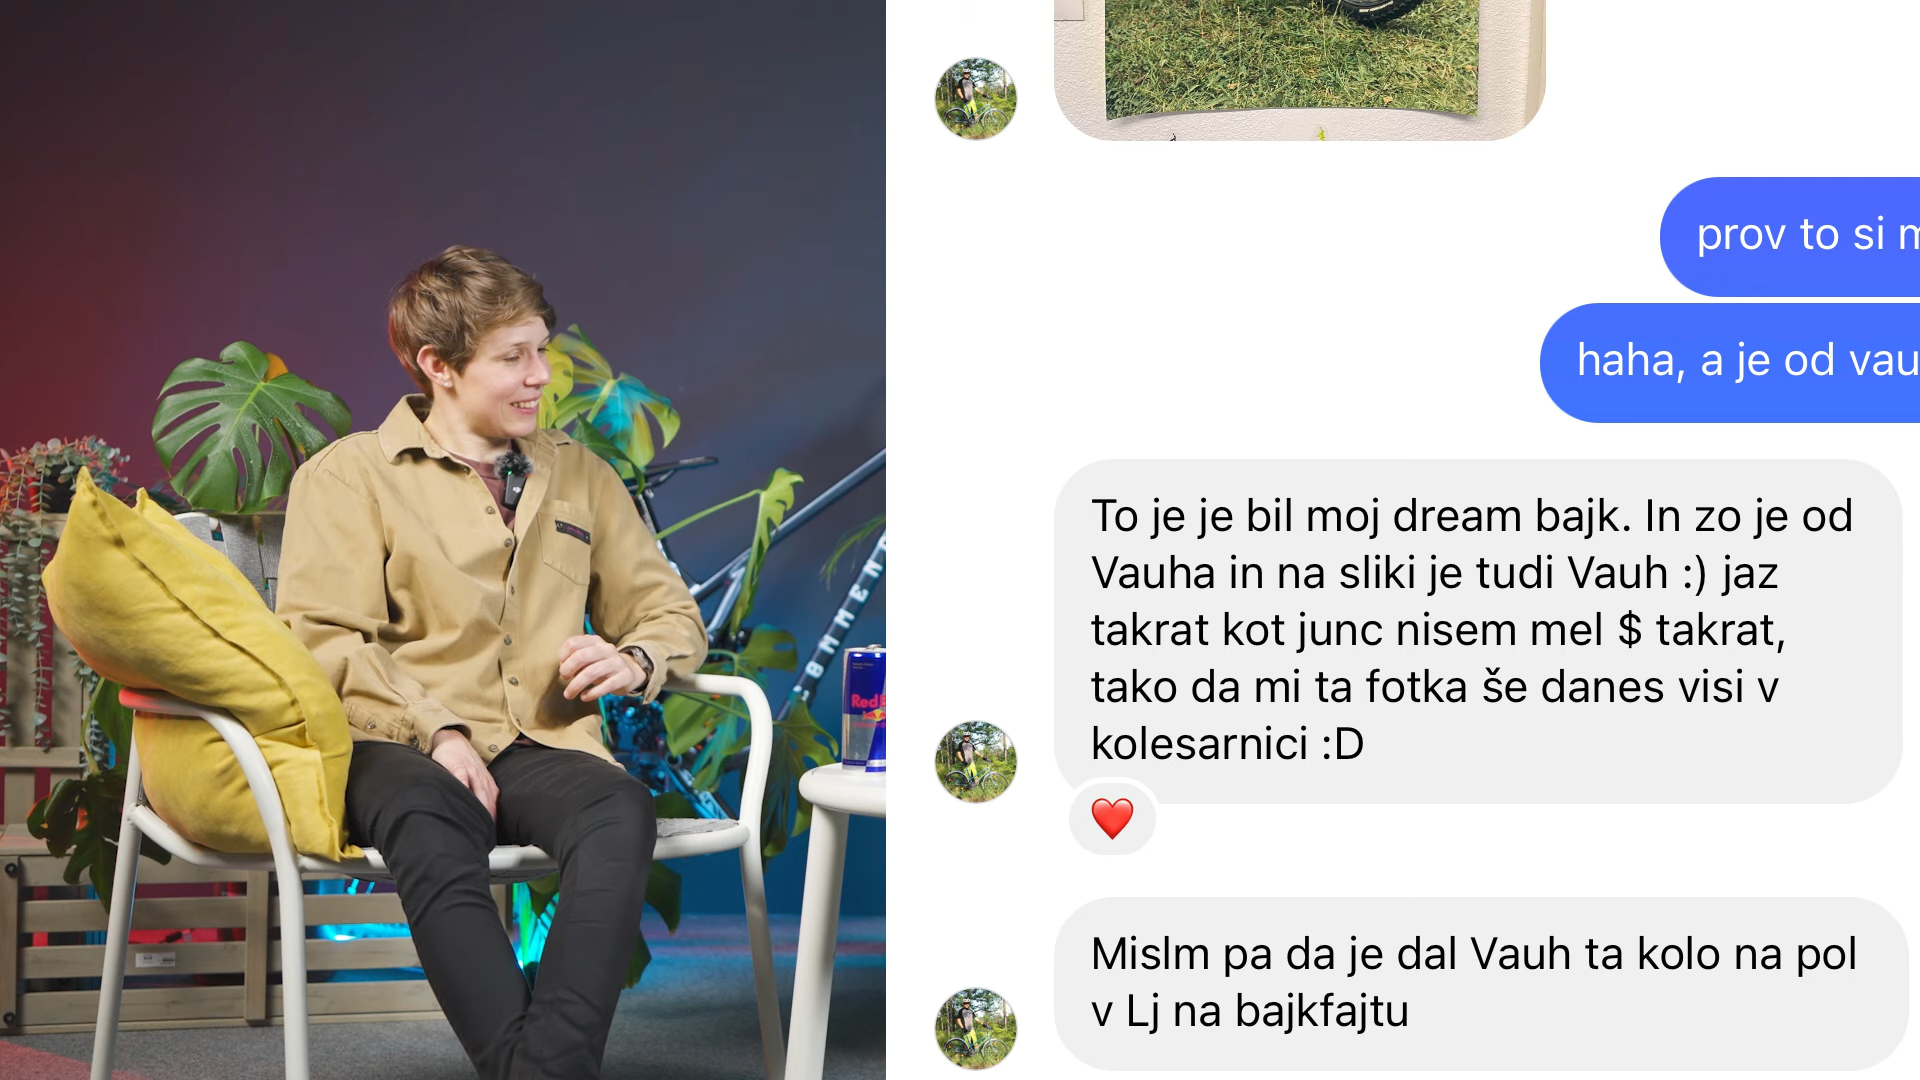 prov to si
haha, a je od
To je je bil moj dream bajk. In zo je od
Vauha in na sliki je tudi Vauh :) jaz
takrat kot junc nisem mel $ takrat,
tako da mi ta fotka še danes visi v
kolesarnici :D
❤️
Mislm pa da je dal Vauh ta kolo na pol
v Lj na bajkfajtu
Red